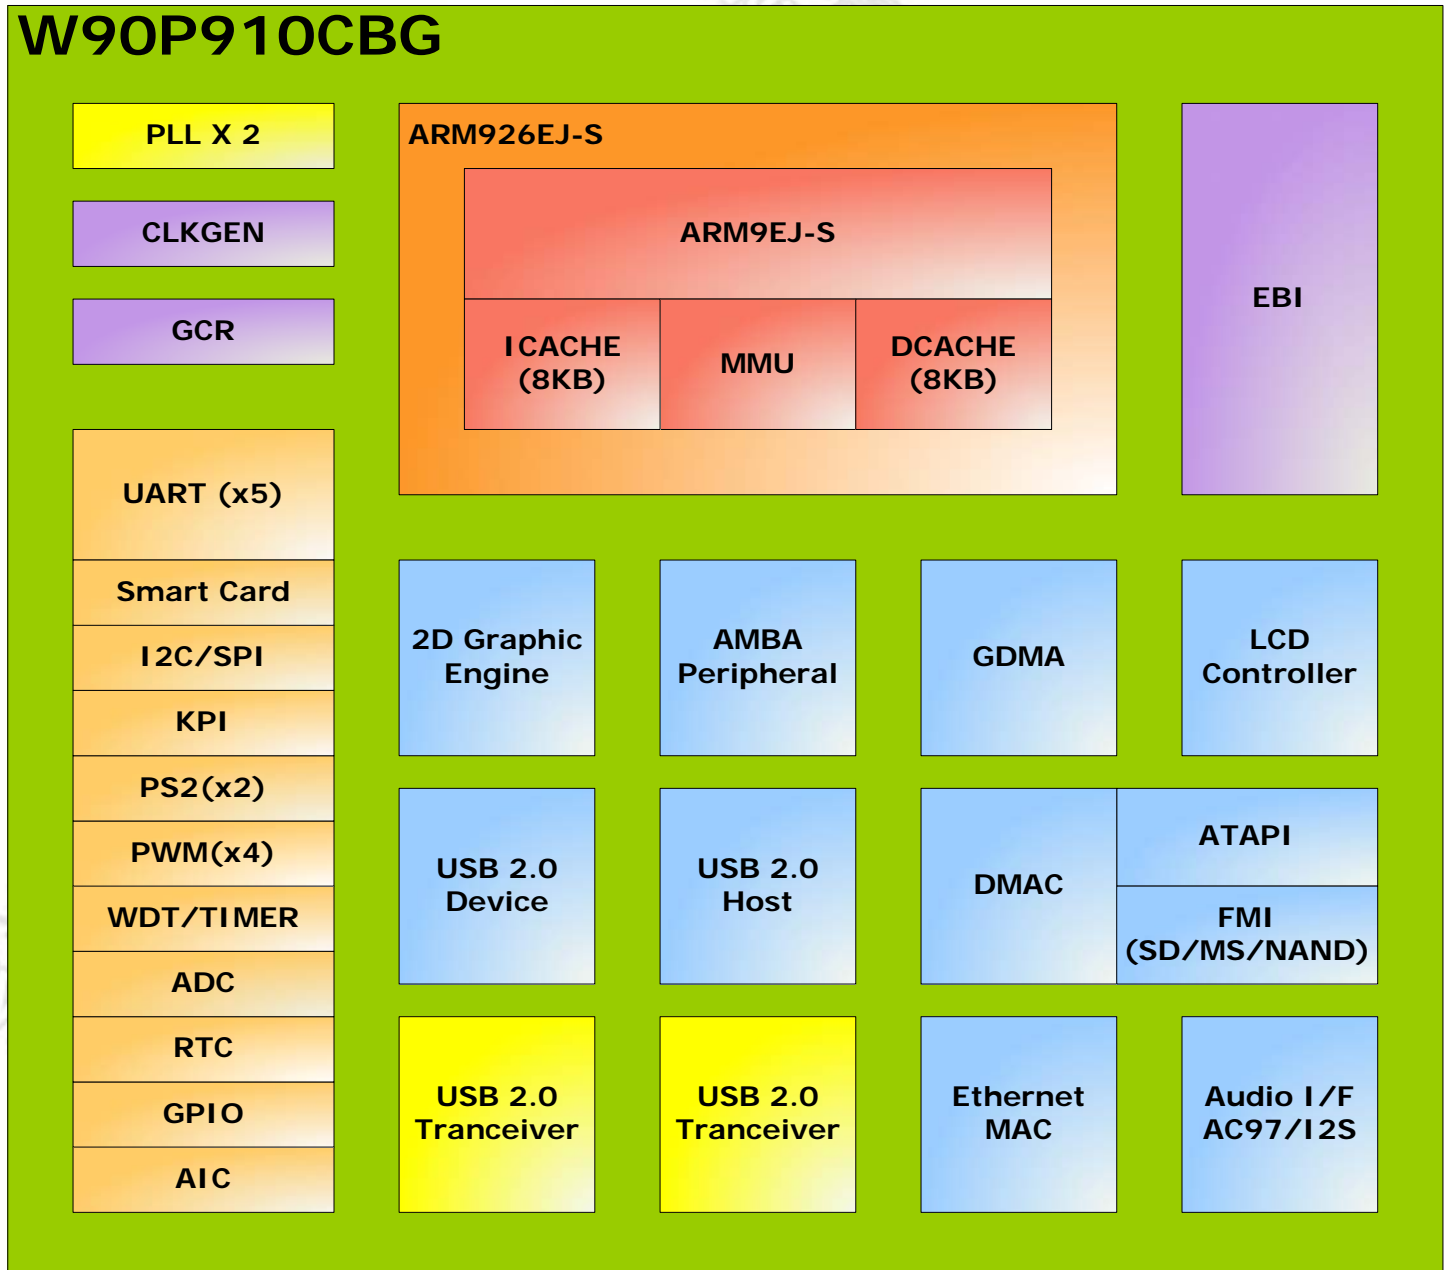 W90P910CBG
PLL X 2
CLKGEN
GCR
ARM926EJ-S
ARM9EJ-S
ICACHE
(8KB)
MMU
DCACHE
(8KB)
EBI
UART (x5)
Smart Card
I2C/SPI
KPI
PS2(x2)
PWM(x4)
WDT/TIMER
ADC
RTC
GPIO
AIC
2D Graphic
Engine
AMBA
Peripheral
GDMA
LCD
Controller
USB 2.0
Device
USB 2.0
Host
DMAC
ATAPI
FMI
(SD/MS/NAND)
USB 2.0
Tranceiver
USB 2.0
Tranceiver
Ethernet
MAC
Audio I/F
AC97/I2S